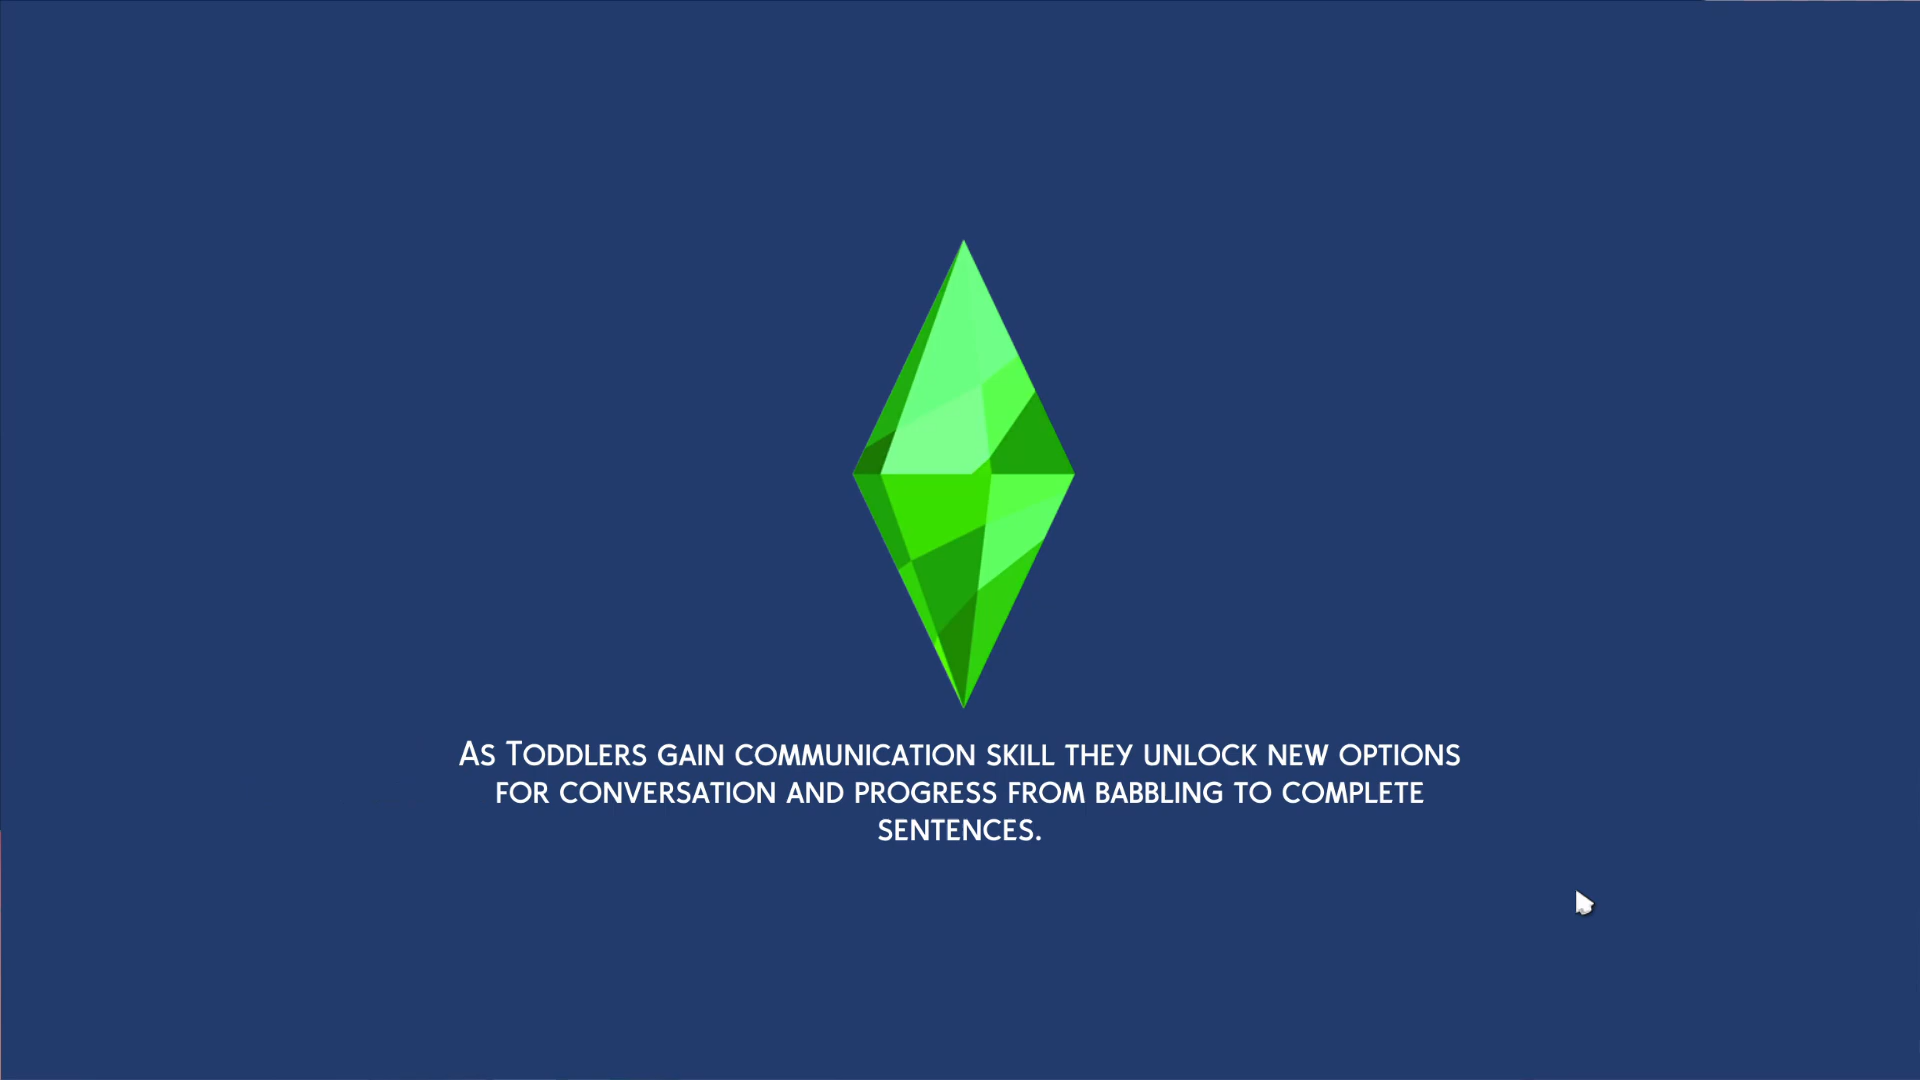 As Toddlers gain communication skill they unlock new options
for conversation and progress from babbling to complete
sentences.